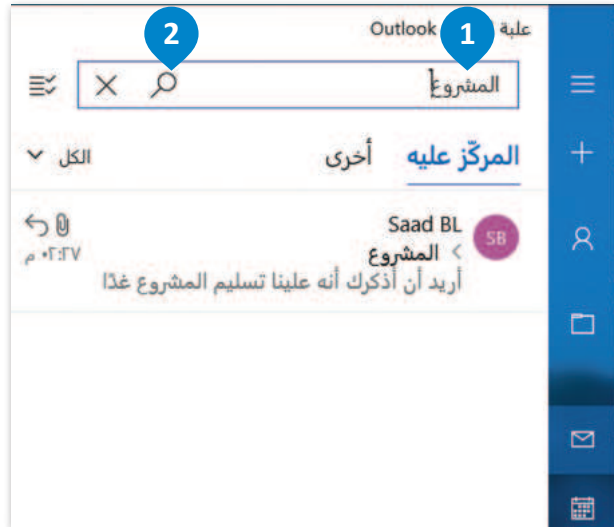 علبة Outlook
1
2
المشروع
المركّز عليه
أخرى
الكل
SB
Saad BL
المشروع
٠٢:٢٧ م
أريد أن أذكرك أنه علينا تسليم المشروع غدًا